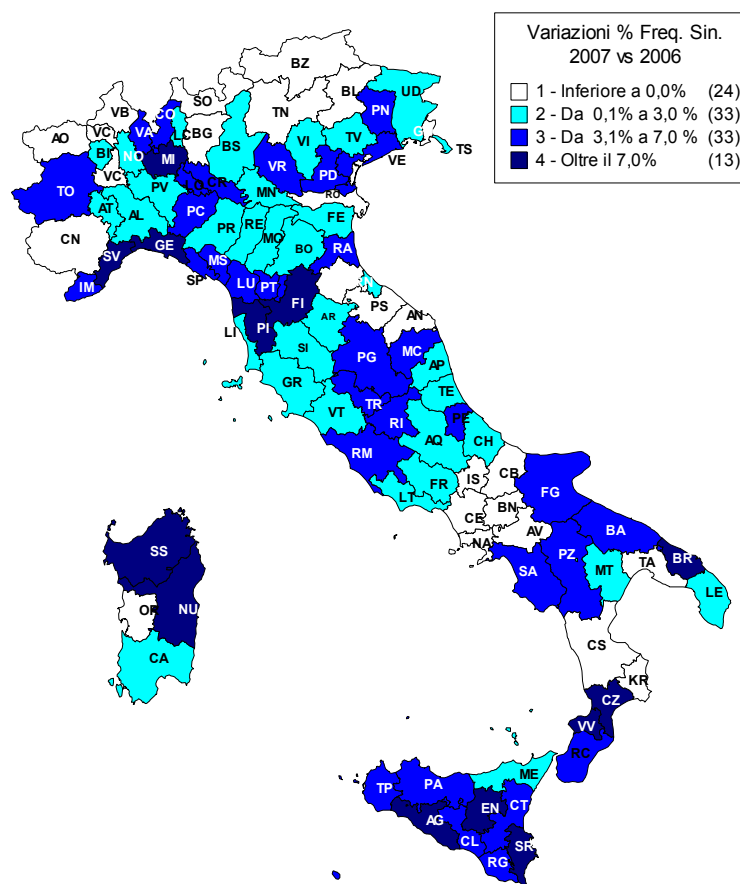 Variazioni % Freq. Sin.
2007 vs 2006
1 - Inferiore a 0,0% (24)
2 - Da 0,1% a 3,0 % (33)
3 - Da 3,1% a 7,0 % (33)
4 - Oltre il 7,0% (13)
BZ
SO
BL
UD
VB
CO
TN
PN
AO
VC
VA
LC
BG
GO
BI
NO
MI
BS
VI
TV
TS
VC
VR
PD
VE
TO
PV
LO
CR
MN
RO
AT
AL
PC
FE
PR
RE
MO
CN
GE
BO
RA
SV
MS
IM
SP
LU
PT
RN
FI
PS
AN
LI
PI
AR
SI
PG
MC
AP
GR
TE
TR
VT
RI
PE
AQ
CH
RM
IS
CB
FR
FG
LT
BN
CE
AV
BA
NA
SS
PZ
TA
BR
SA
MT
LE
OR
NU
CS
CA
KR
CZ
VV
RC
ME
TP
PA
EN
CT
AG
CL
SR
RG